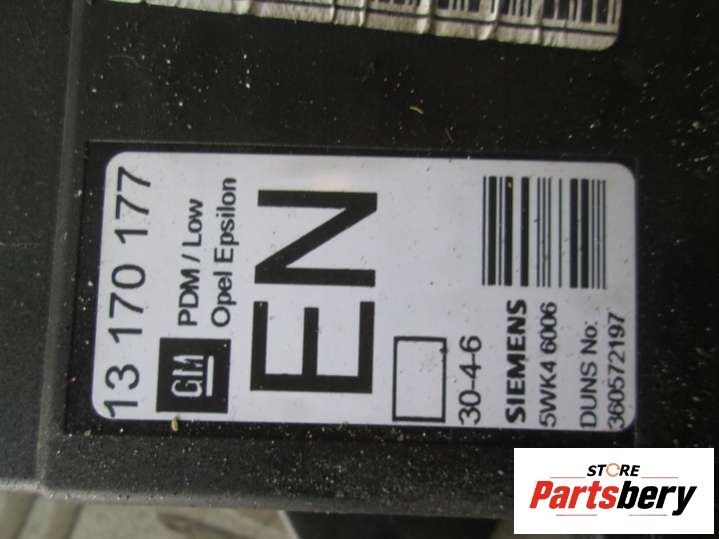 13 170 177
GM
PDM / Low
Opel Epsilon
EN
30-4-6
SIEMENS
5WK4 6006
DUNS No:
360572197
STORE
Partsbery